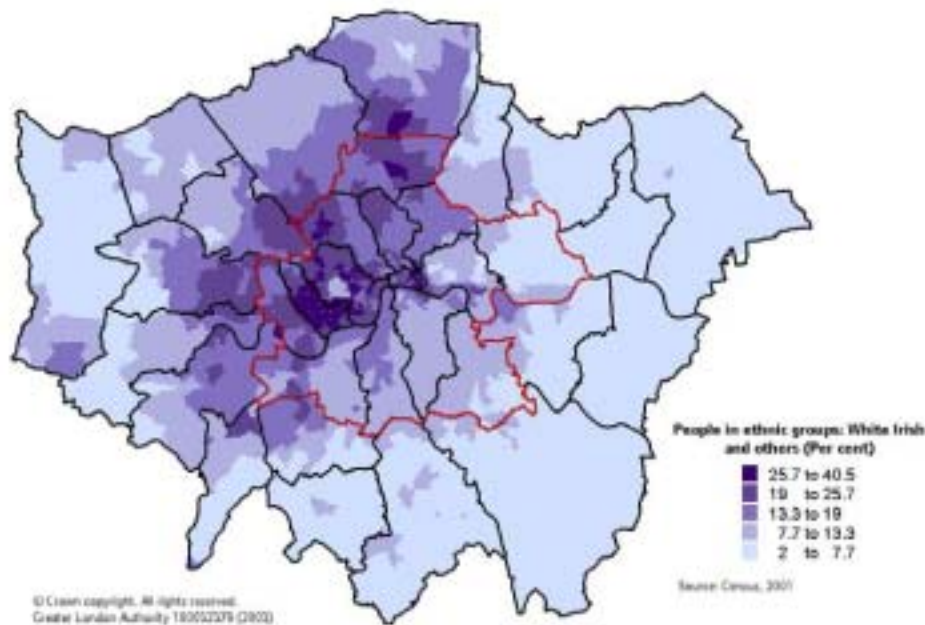 People in ethnic groups: White Irish
and others (Per cent)
25.7 to 40.5
19 to 25.7
13.3 to 19
7.7 to 13.3
2 to 7.7
Source: Census, 2001
© Crown copyright. All rights reserved.
Greater London Authority (2003)